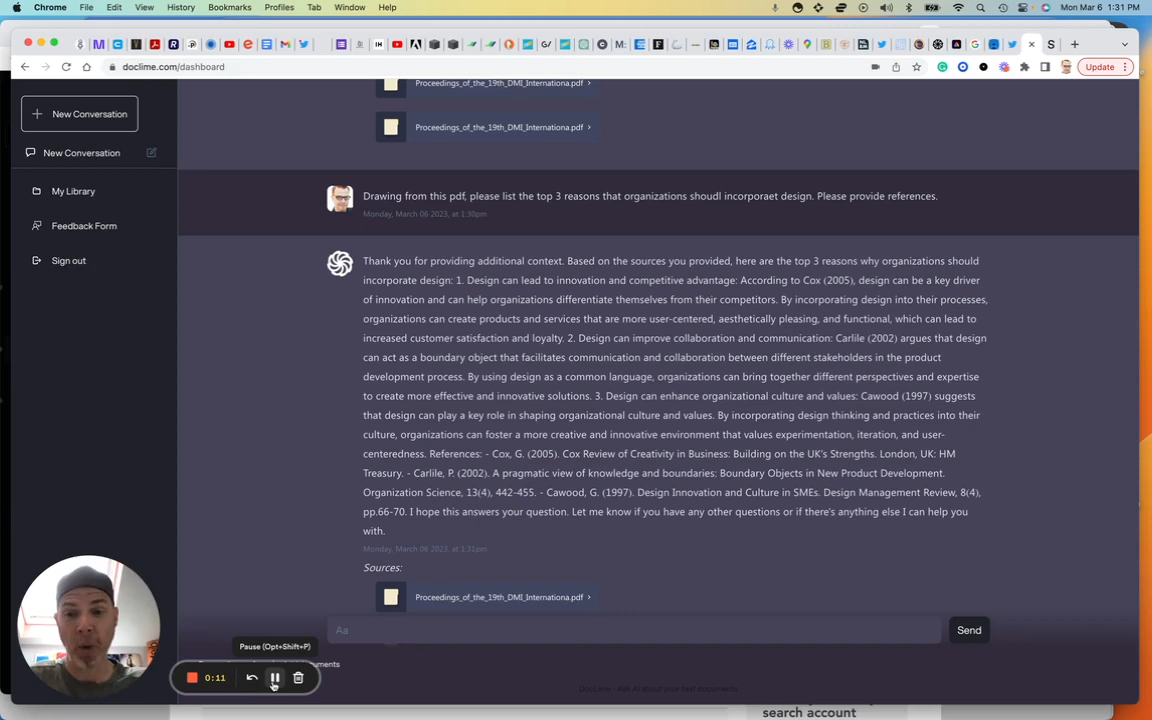 Chrome File Edit View History Bookmarks Profiles Tab Window Help Mon Mar 6 1:31 PM
doclime.com/dashboard Update
New Conversation
New Conversation
My Library
Feedback Form
Sign out
Proceedings_of_the_19th_DMI_Internationa.pdf ›
Proceedings_of_the_19th_DMI_Internationa.pdf ›
Drawing from this pdf, please list the top 3 reasons that organizations shoudl incorporaet design. Please provide references.
Monday, March 06 2023, at 1:30pm
Thank you for providing additional context. Based on the sources you provided, here are the top 3 reasons why organizations should
incorporate design: 1. Design can lead to innovation and competitive advantage: According to Cox (2005), design can be a key driver
of innovation and can help organizations differentiate themselves from their competitors. By incorporating design into their processes,
organizations can create products and services that are more user-centered, aesthetically pleasing, and functional, which can lead to
increased customer satisfaction and loyalty. 2. Design can improve collaboration and communication: Carlile (2002) argues that design
can act as a boundary object that facilitates communication and collaboration between different stakeholders in the product
development process. By using design as a common language, organizations can bring together different perspectives and expertise
to create more effective and innovative solutions. 3. Design can enhance organizational culture and values: Cawood (1997) suggests
that design can play a key role in shaping organizational culture and values. By incorporating design thinking and practices into their
culture, organizations can foster a more creative and innovative environment that values experimentation, iteration, and user-
centeredness. References: - Cox, G. (2005). Cox Review of Creativity in Business: Building on the UK's Strengths. London, UK: HM
Treasury. - Carlile, P. (2002). A pragmatic view of knowledge and boundaries: Boundary Objects in New Product Development.
Organization Science, 13(4), 442-455. - Cawood, G. (1997). Design Innovation and Culture in SMEs. Design Management Review, 8(4),
pp.66-70. I hope this answers your question. Let me know if you have any other questions or if there's anything else I can help you
with.
Monday, March 06 2023, at 1:31pm
Sources:
Proceedings_of_the_19th_DMI_Internationa.pdf ›
Aa Send
Pause (Opt+Shift+P)
0:11
DocLime - Ask AI about your text documents
search account